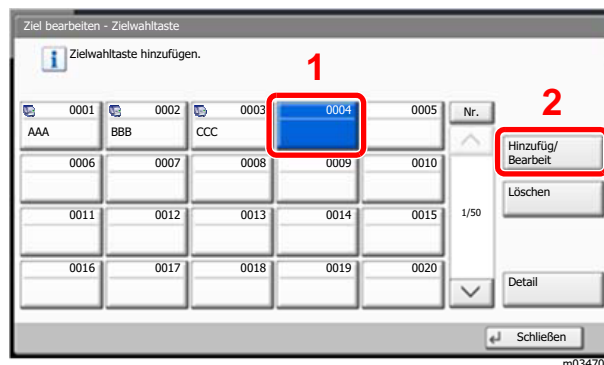 Ziel bearbeiten - Zielwahltaste
Zielwahltaste hinzufügen.
1
2
0001 0002 0003 0004 0005 Nr.
AAA BBB CCC
Hinzufüg/
Bearbeit
0006 0007 0008 0009 0010
Löschen
0011 0012 0013 0014 0015 1/50
0016 0017 0018 0019 0020
Detail
Schließen
m03470